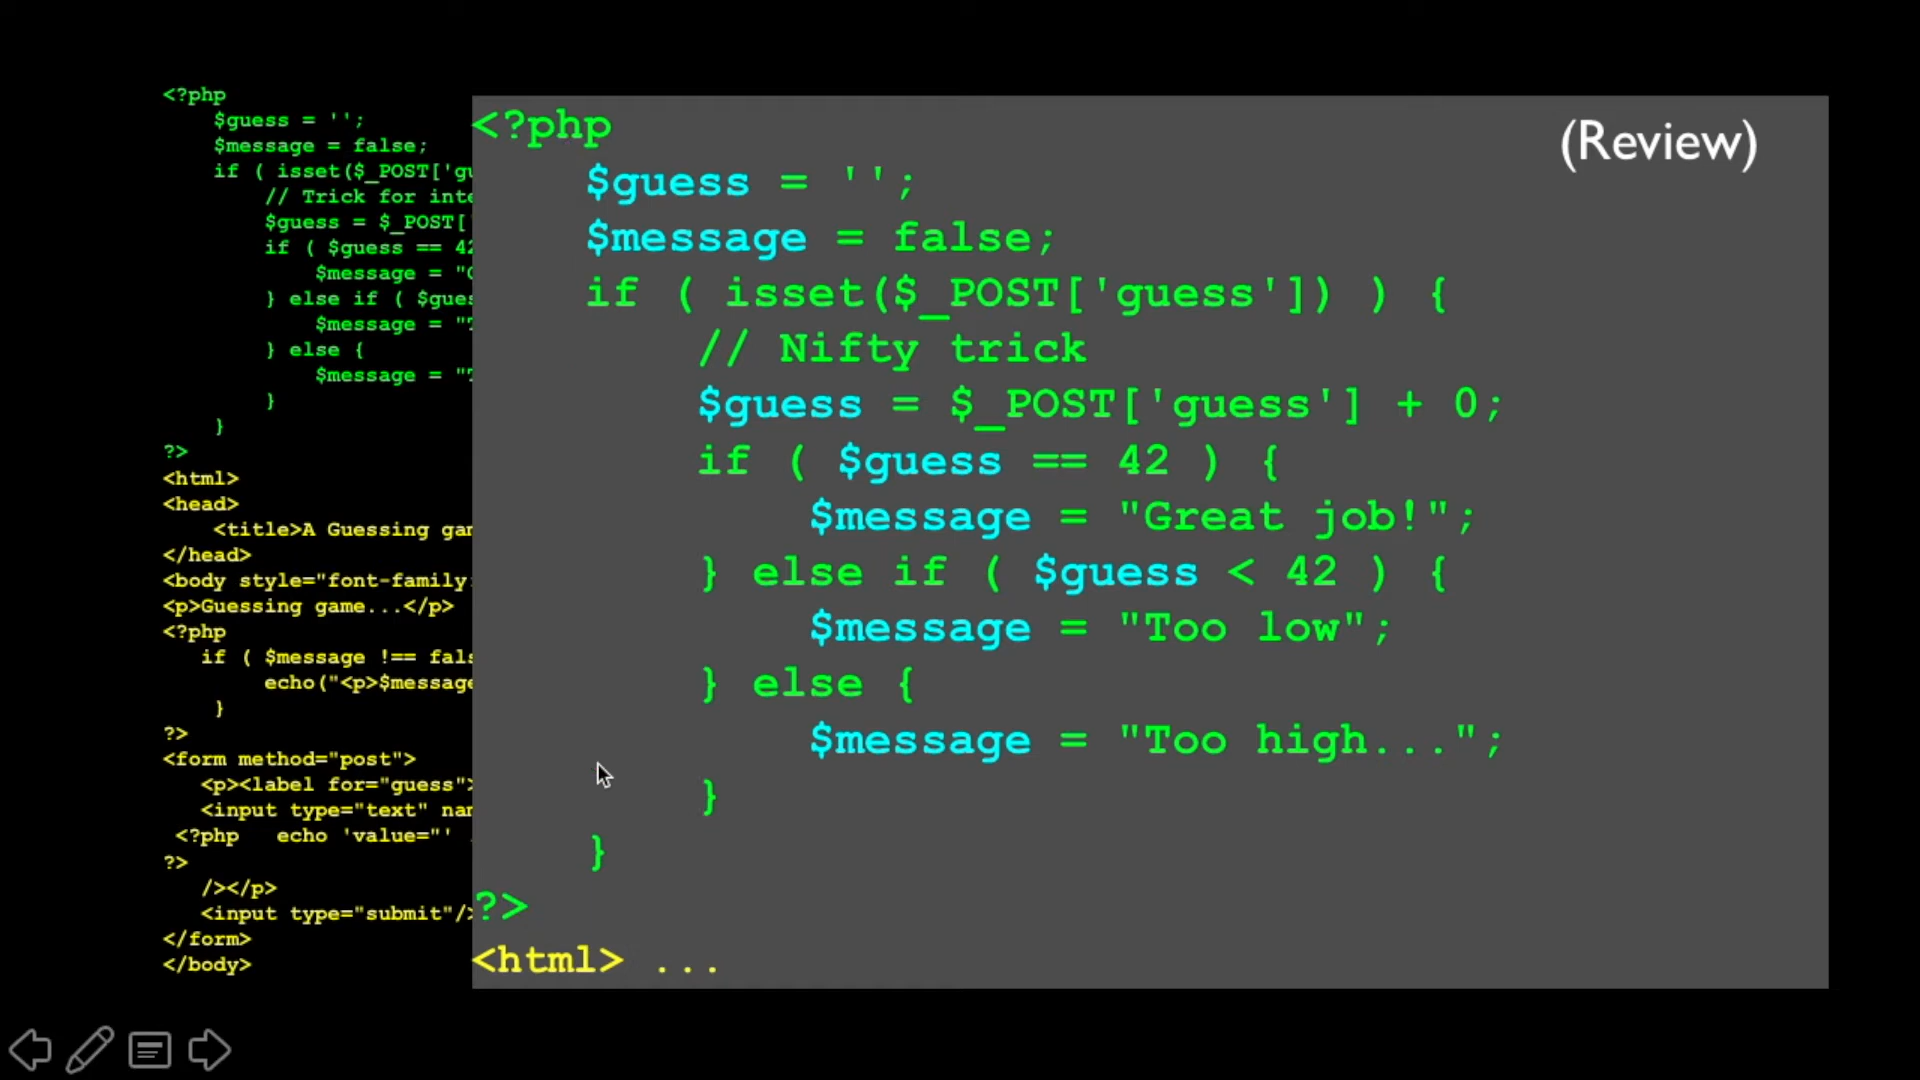 <?php
$guess = '';
$message = false;
if ( isset($_POST['gu
// Trick for inte
$guess = $_POST['
if ( $guess == 42
$message = "G
} else if ( $gues
$message = "T
} else {
$message = "T
}
}
?>
<html>
<head>
<title>A Guessing gam
</head>
<body style="font-family:
<p>Guessing game...</p>
<?php
if ( $message !== fals
echo("<p>$message
}
?>
<form method="post">
<p><label for="guess">
<input type="text" nam
<?php   echo 'value="' .
?>
/></p>
<input type="submit"/>
</form>
</body>
(Review)
<?php
$guess = '';
$message = false;
if ( isset($_POST['guess']) ) {
// Nifty trick
$guess = $_POST['guess'] + 0;
if ( $guess == 42 ) {
$message = "Great job!";
} else if ( $guess < 42 ) {
$message = "Too low";
} else {
$message = "Too high...";
}
}
?>
<html> ...